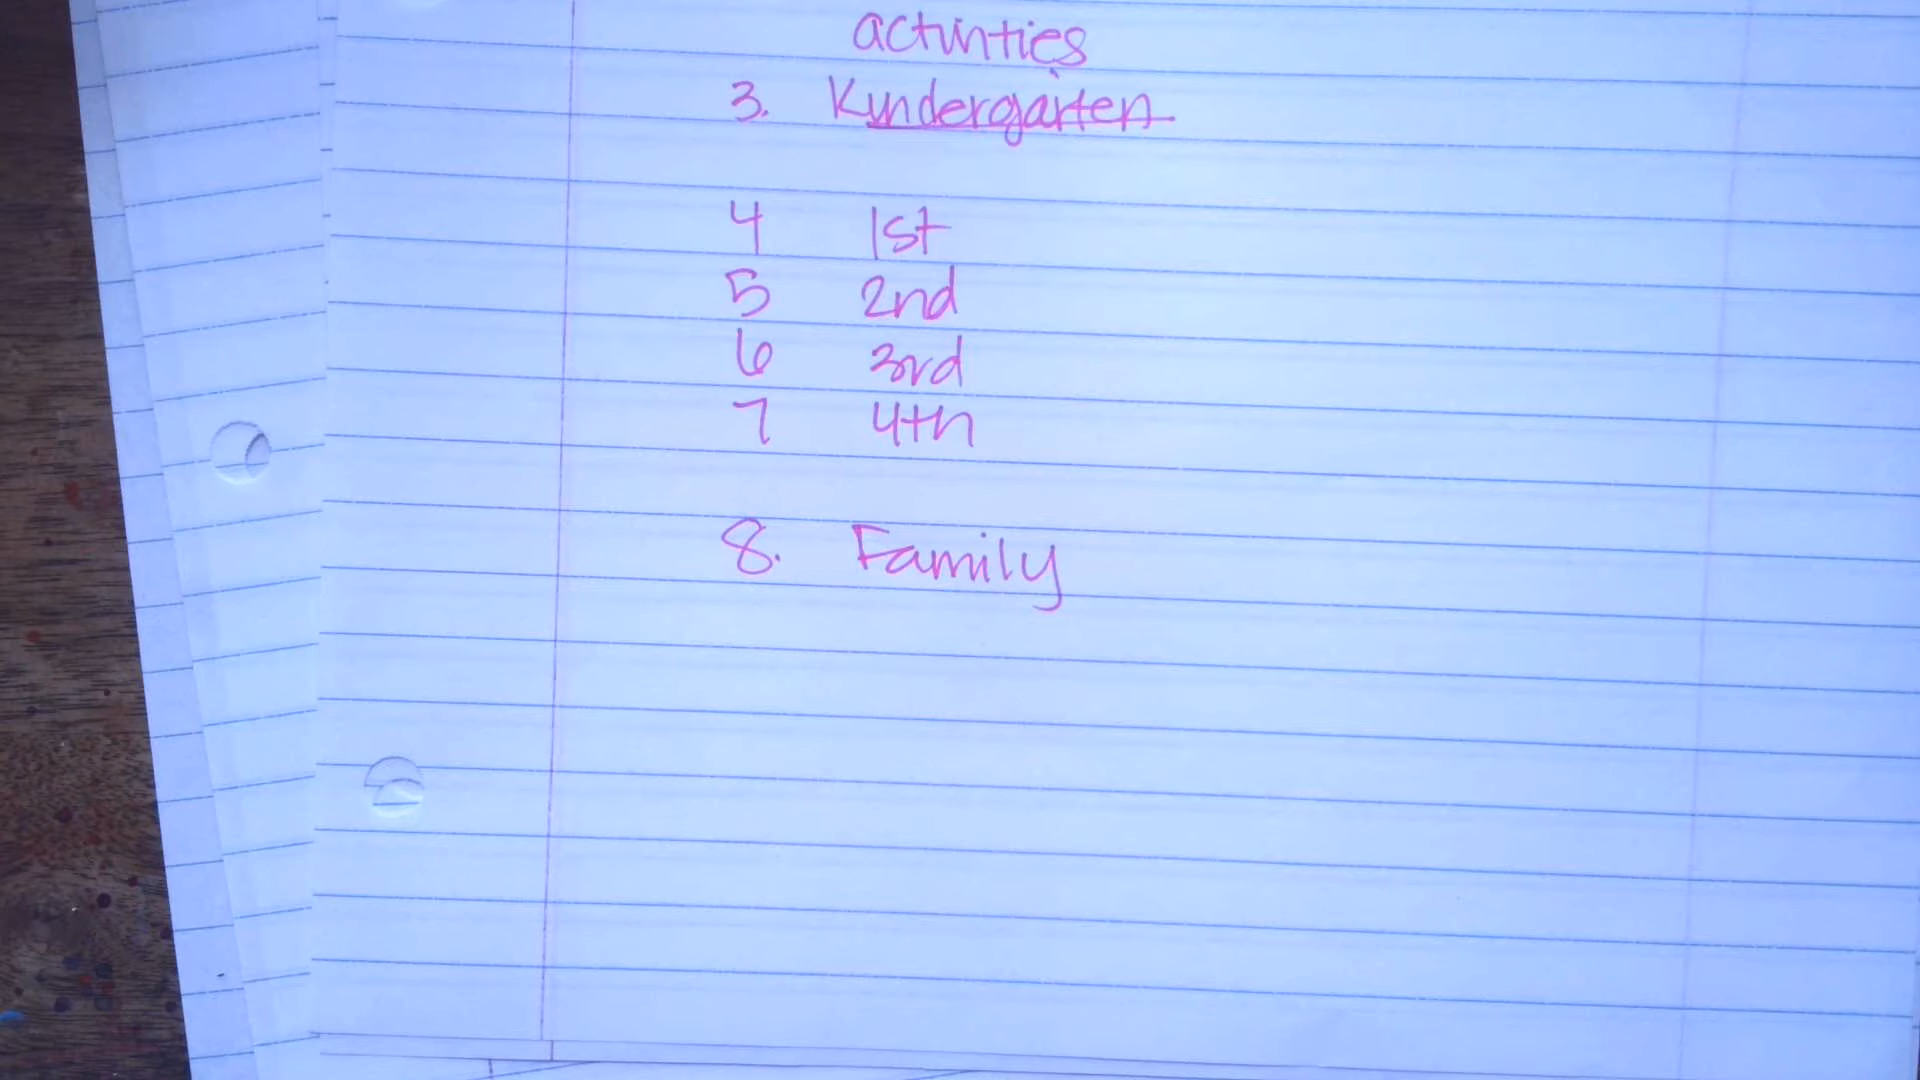 activities
3. Kindergarten
4 1st
5 2nd
6 3rd
7 4th
8. Family